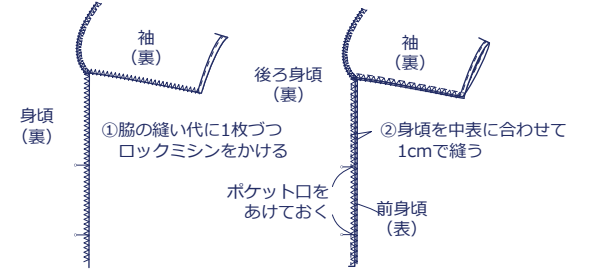 袖
（裏）
身頃
（裏）
①脇の縫い代に1枚づつ
ロックミシンをかける
袖
（裏）
後ろ身頃
（裏）
②身頃を中表に合わせて
1cmで縫う
ポケット口を
あけておく
前身頃
（表）